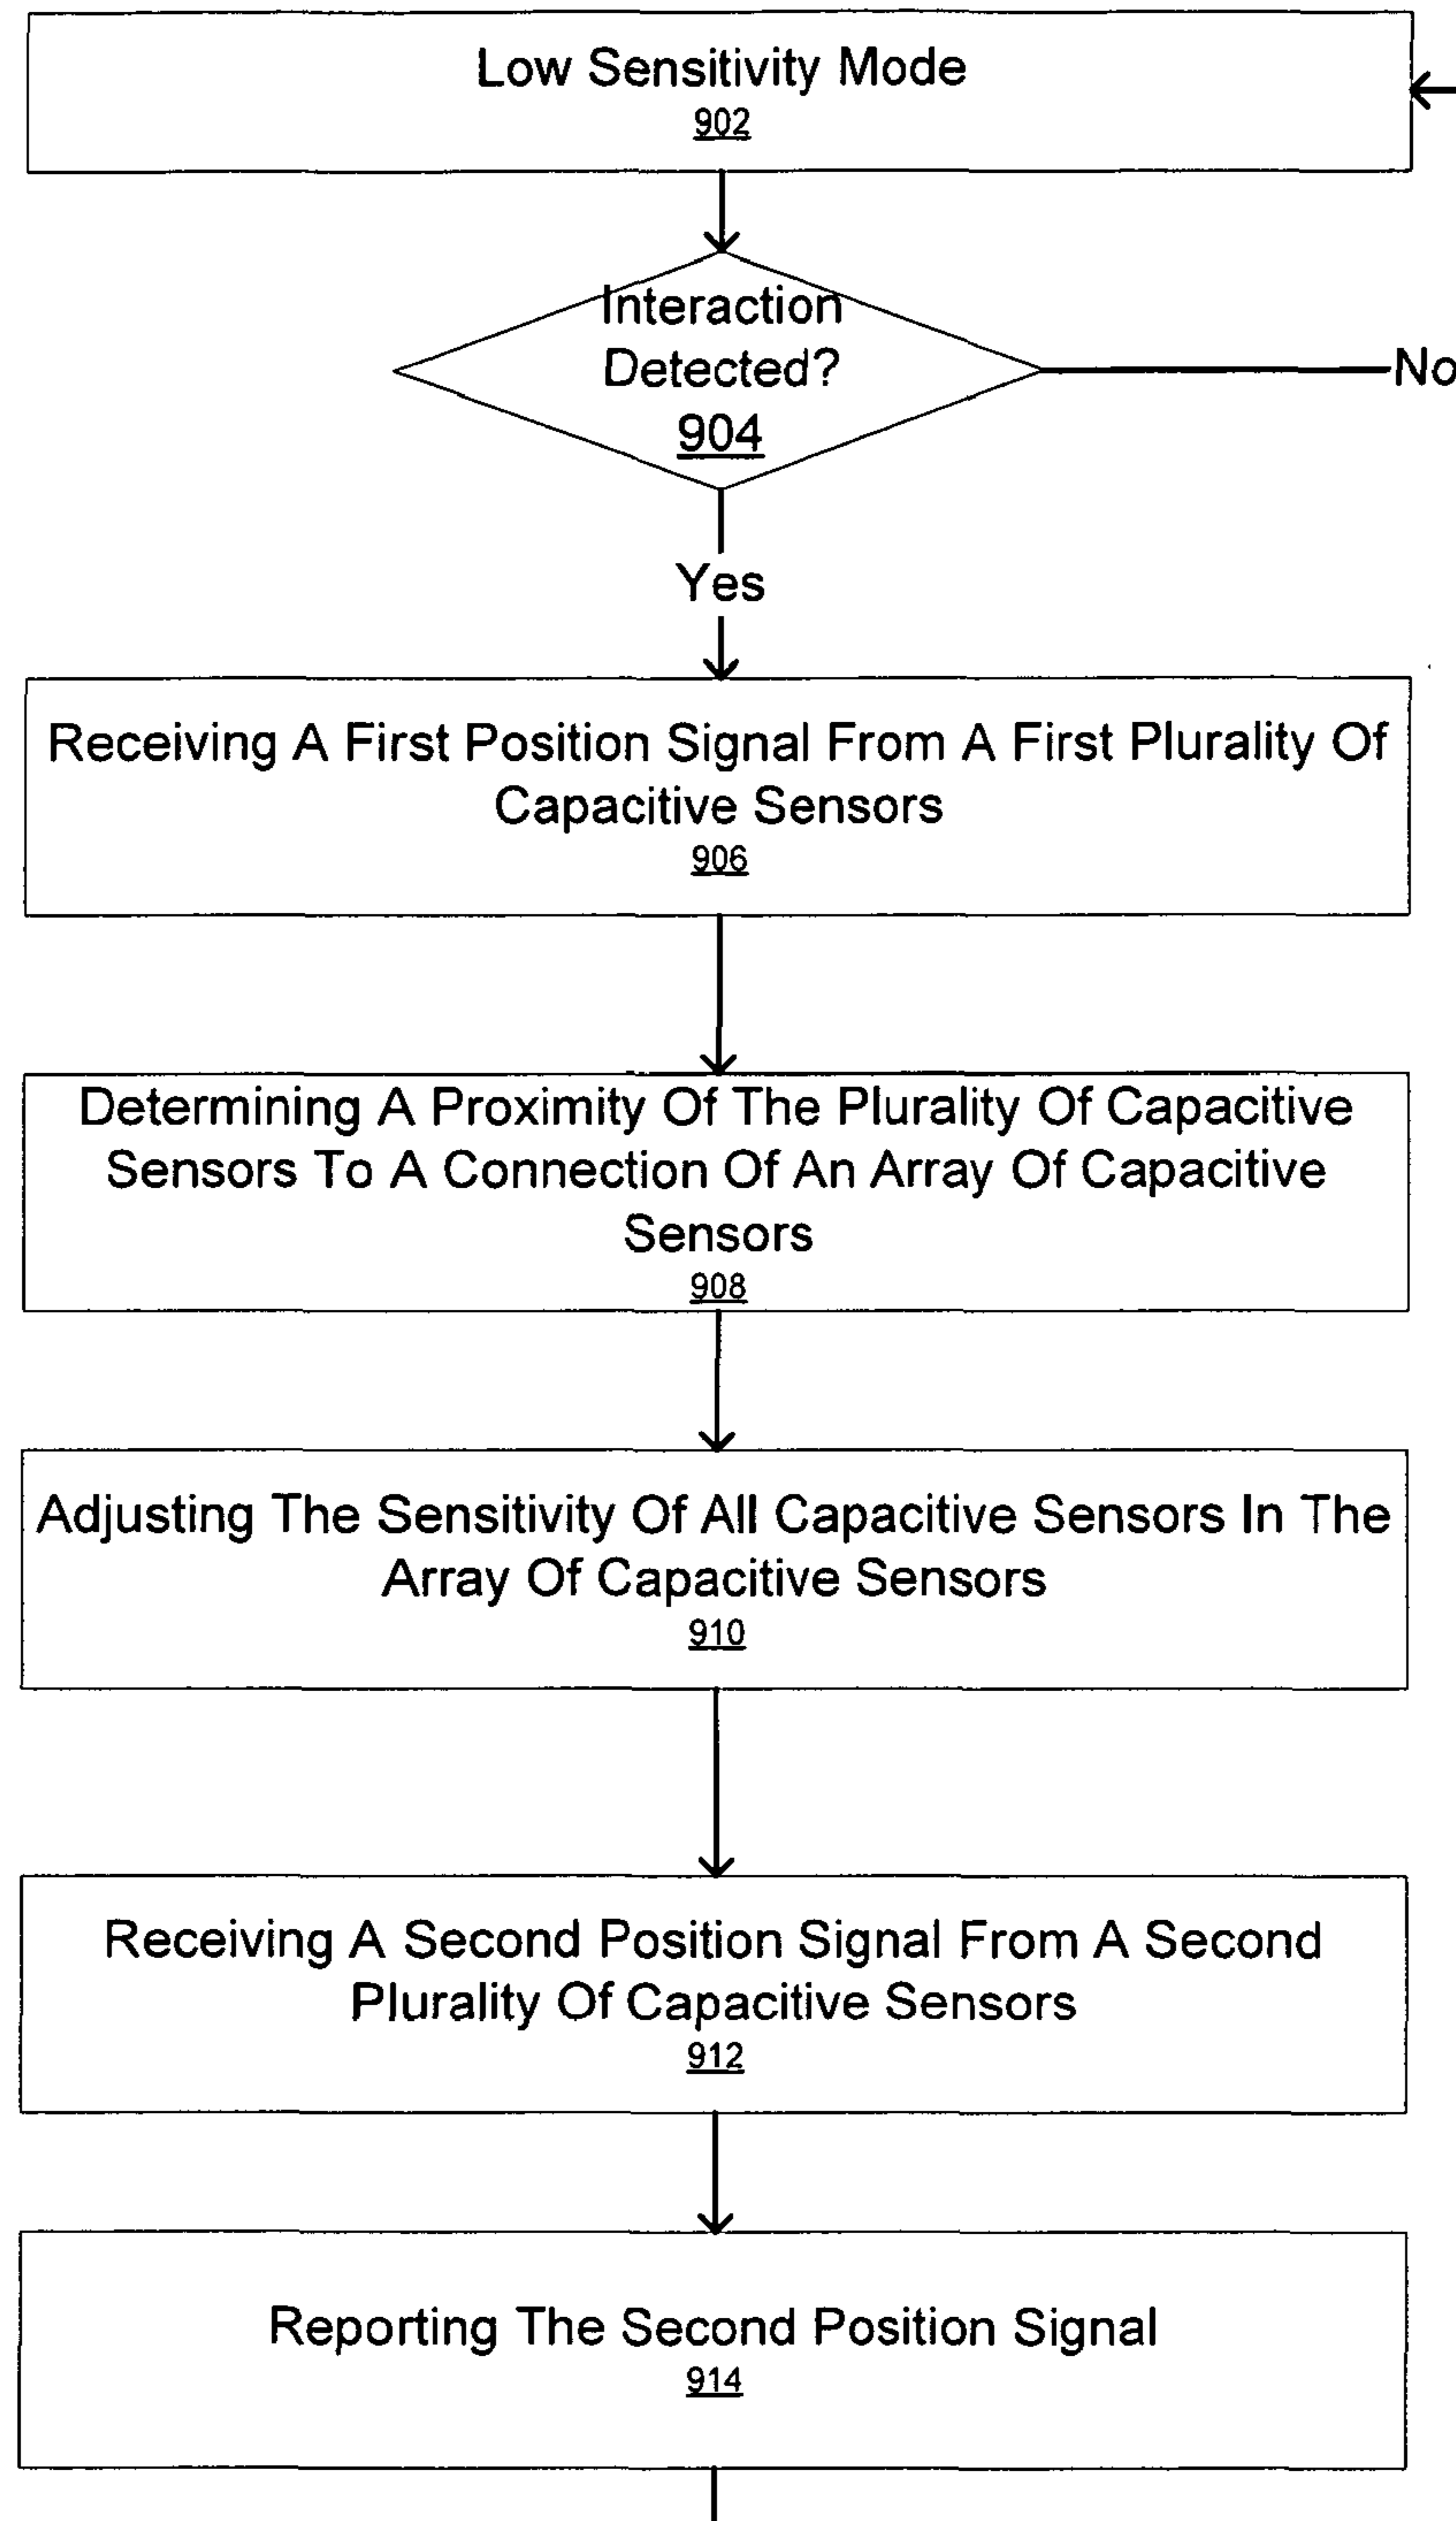 Low Sensitivity Mode
902
Interaction
Detected?
904
No
Yes
Receiving A First Position Signal From A First Plurality Of
Capacitive Sensors
906
Determining A Proximity Of The Plurality Of Capacitive
Sensors To A Connection Of An Array Of Capacitive
Sensors
908
Adjusting The Sensitivity Of All Capacitive Sensors In The
Array Of Capacitive Sensors
910
Receiving A Second Position Signal From A Second
Plurality Of Capacitive Sensors
912
Reporting The Second Position Signal
914